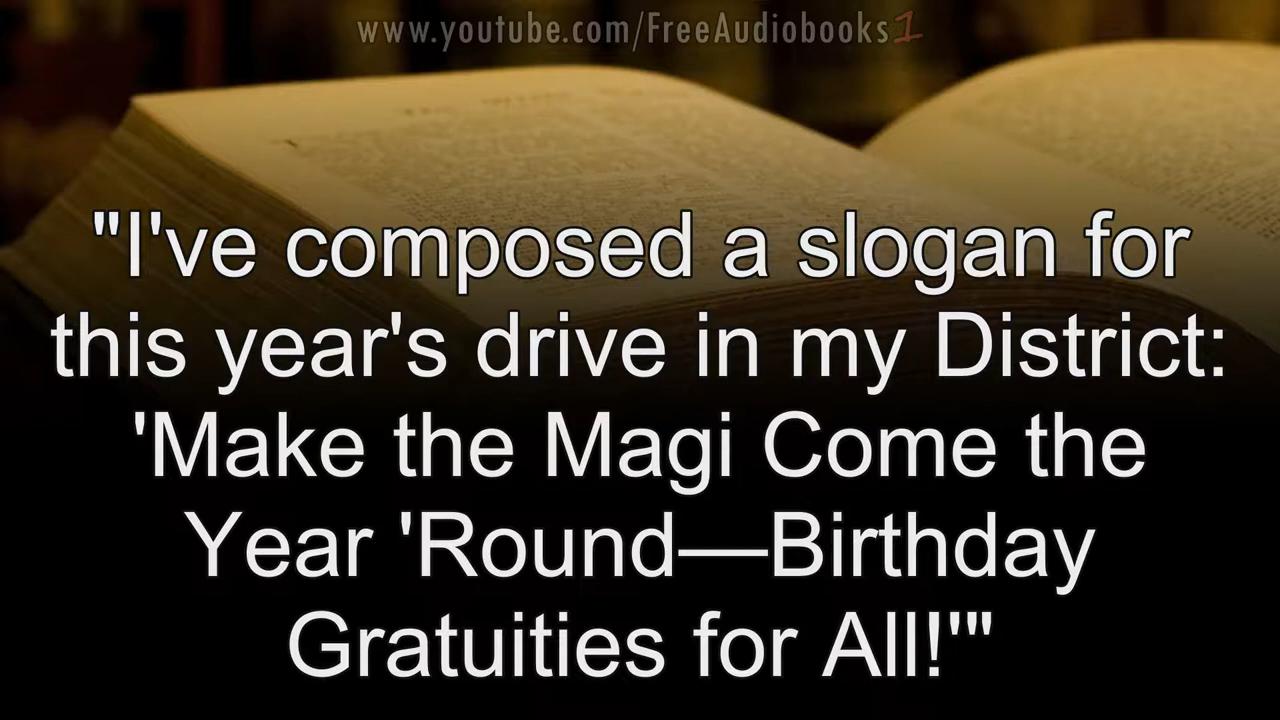 www.youtube.com/FreeAudiobooks1
"I've composed a slogan for
this year's drive in my District:
'Make the Magi Come the
Year 'Round—Birthday
Gratuities for All!'"